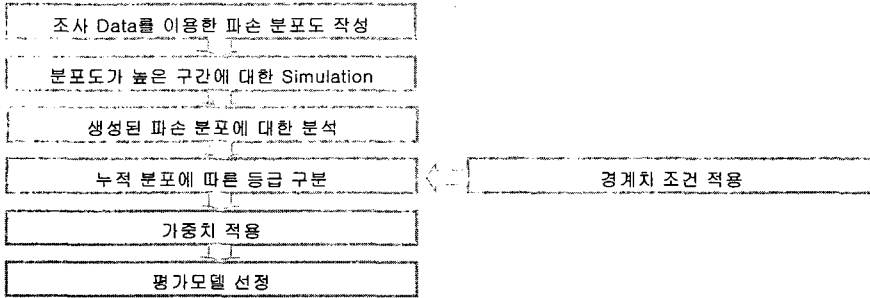 조사 Data를 이용한 파손 분포도 작성
분포도가 높은 구간에 대한 Simulation
생성된 파손 분포에 대한 분석
누적 분포에 따른 등급 구분
경계치 조건 적용
가중치 적용
평가모델 선정